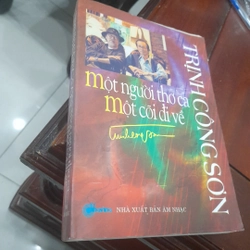 TRỊNH CÔNG SƠN
một người thơ ca
một cõi đi về
NHÀ XUẤT BẢN ÂM NHẠC